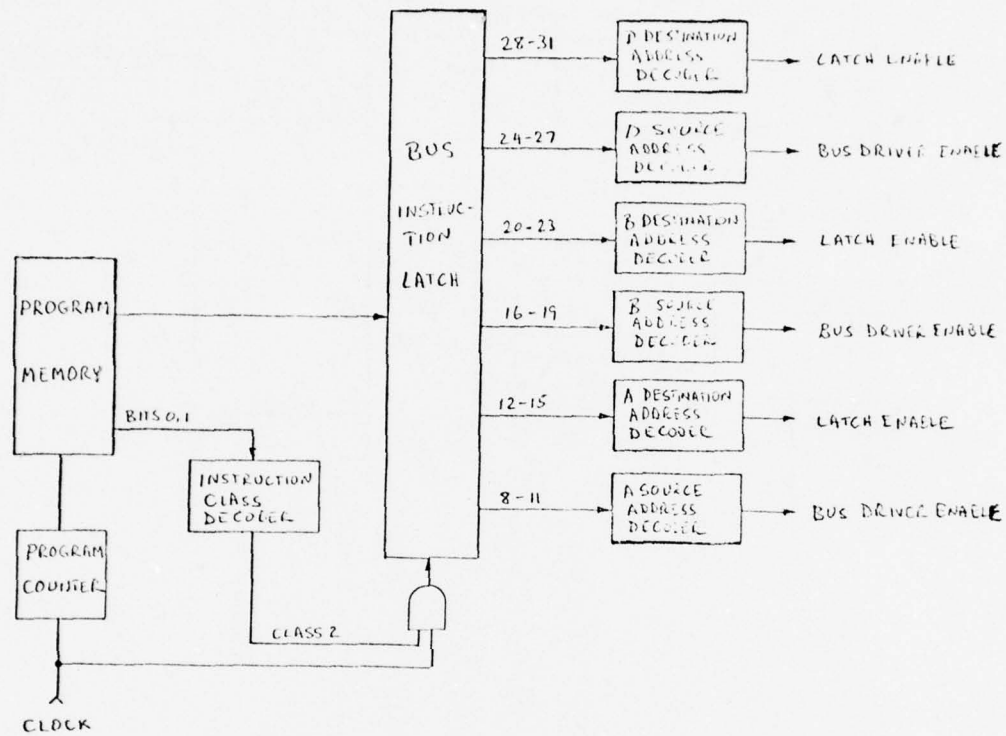 28-31
D DESTINATION
ADDRESS
DECODER
LATCH ENABLE
24-27
D SOURCE
ADDRESS
DECODER
BUS DRIVER ENABLE
BUS
INSTRUC-
TION
LATCH
20-23
B DESTINATION
ADDRESS
DECODER
LATCH ENABLE
16-19
B SOURCE
ADDRESS
DECODER
BUS DRIVER ENABLE
PROGRAM
MEMORY
12-15
A DESTINATION
ADDRESS
DECODER
LATCH ENABLE
BITS 0,1
INSTRUCTION
CLASS
DECODER
8-11
A SOURCE
ADDRESS
DECODER
BUS DRIVER ENABLE
PROGRAM
COUNTER
CLASS 2
CLOCK